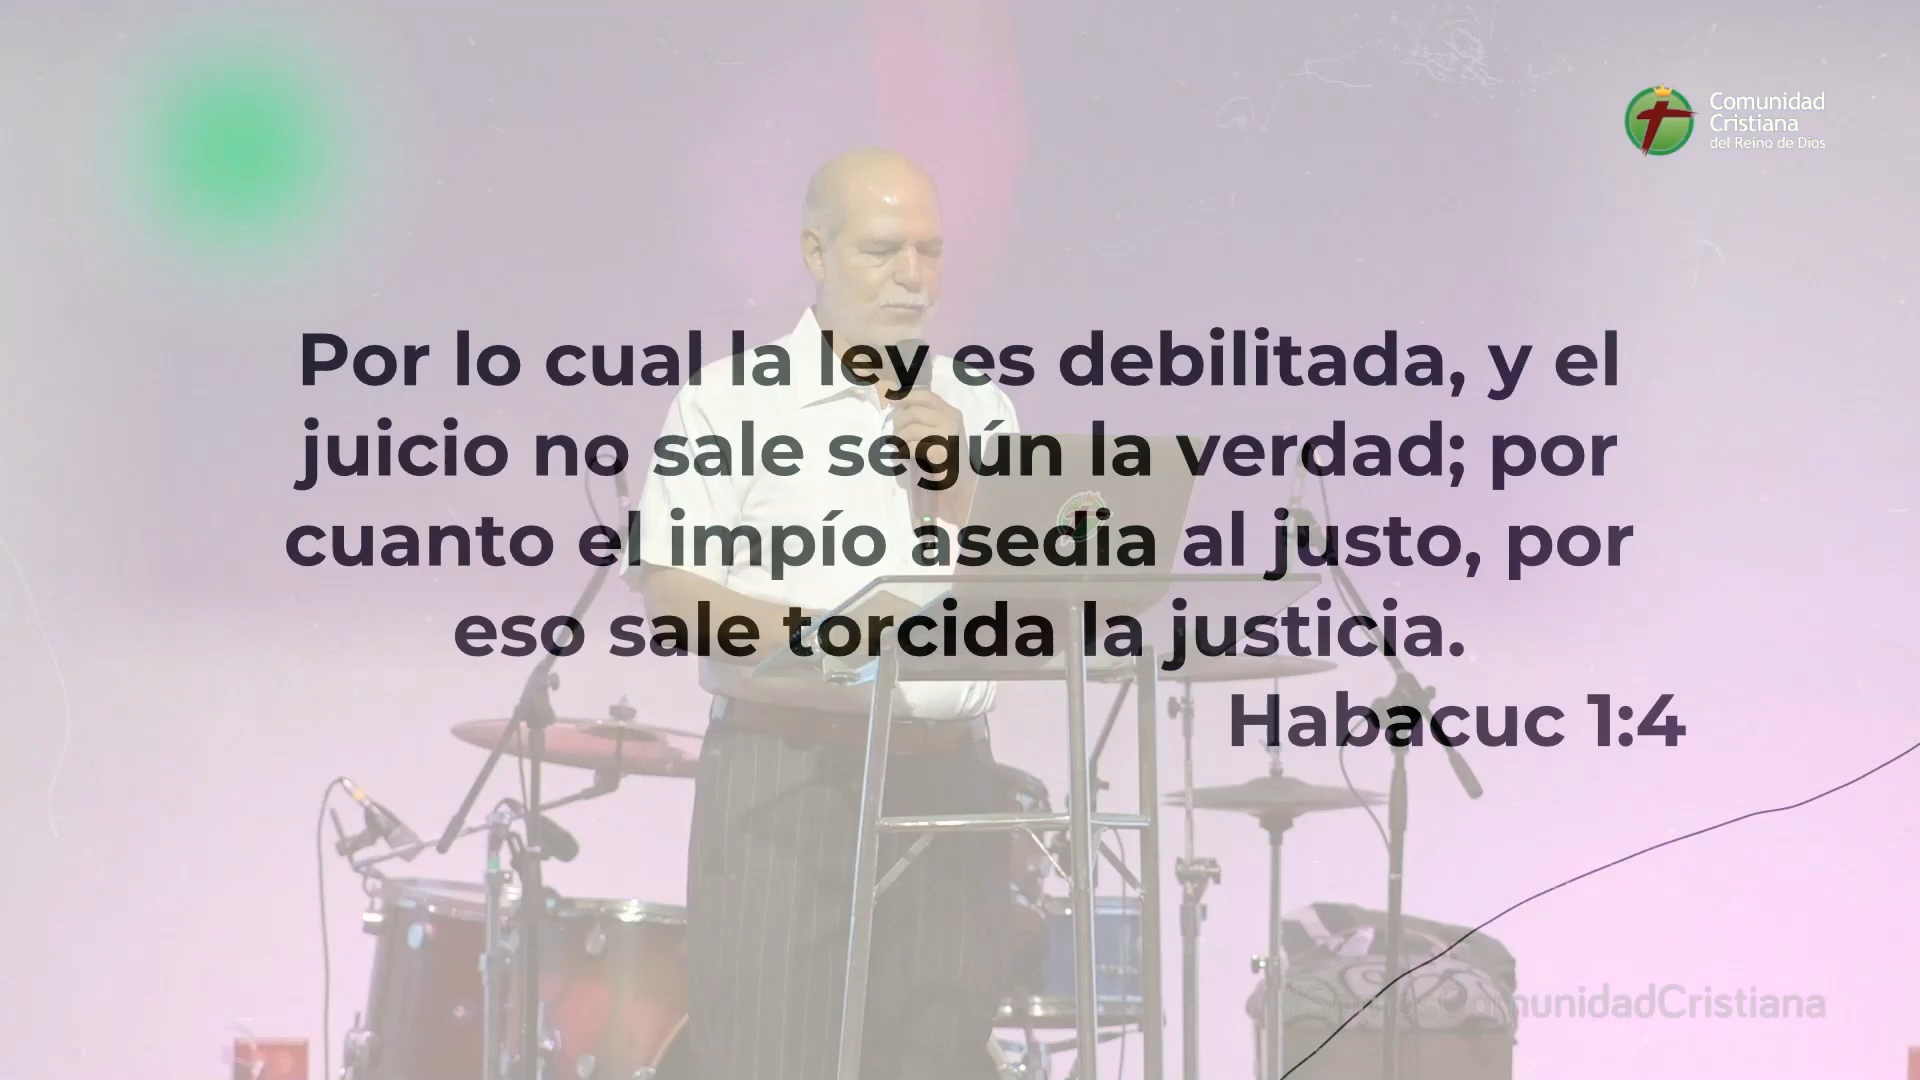 Comunidad
Cristiana
del Reino de Dios
Por lo cual la ley es debilitada, y el
juicio no sale según la verdad; por
cuanto el impío asedia al justo, por
eso sale torcida la justicia.
Habacuc 1:4
#SomosComunidadCristiana